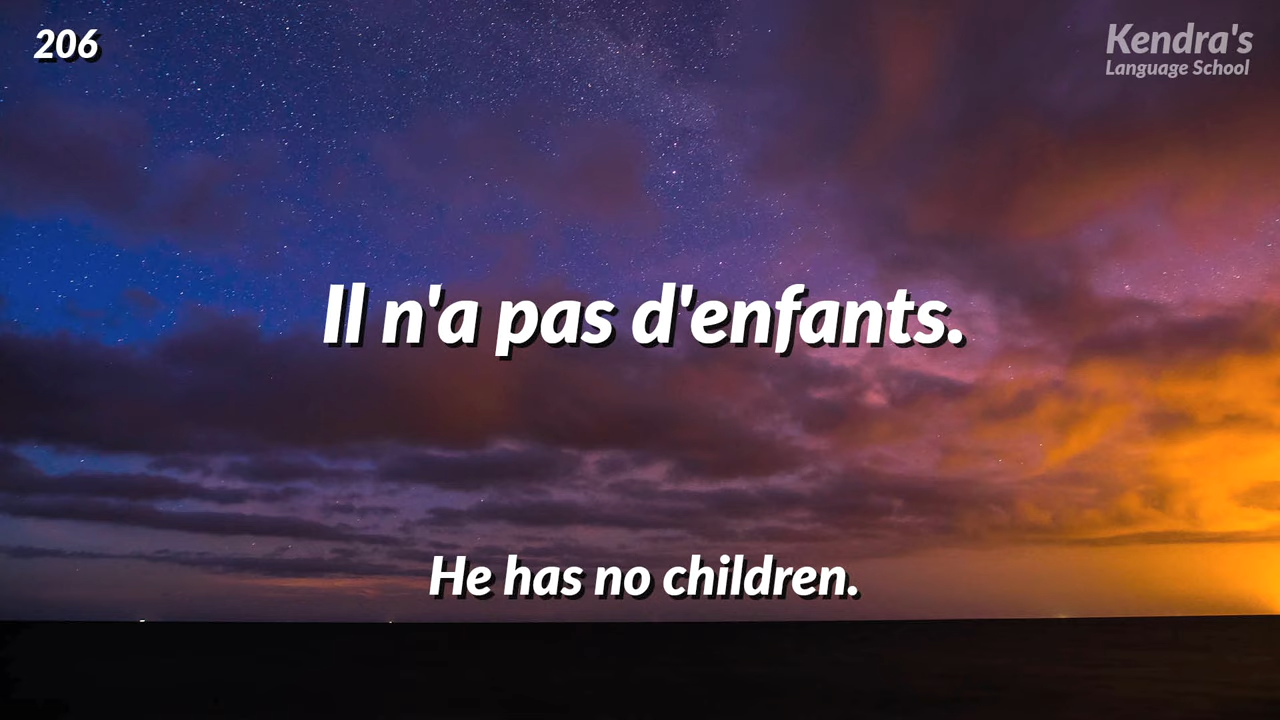 206
Kendra's
Language School
Il n'a pas d'enfants.
He has no children.